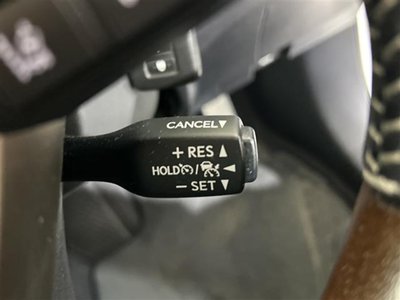 CANCEL▼
+ RES ▲
HOLD / ◄
− SET ▼